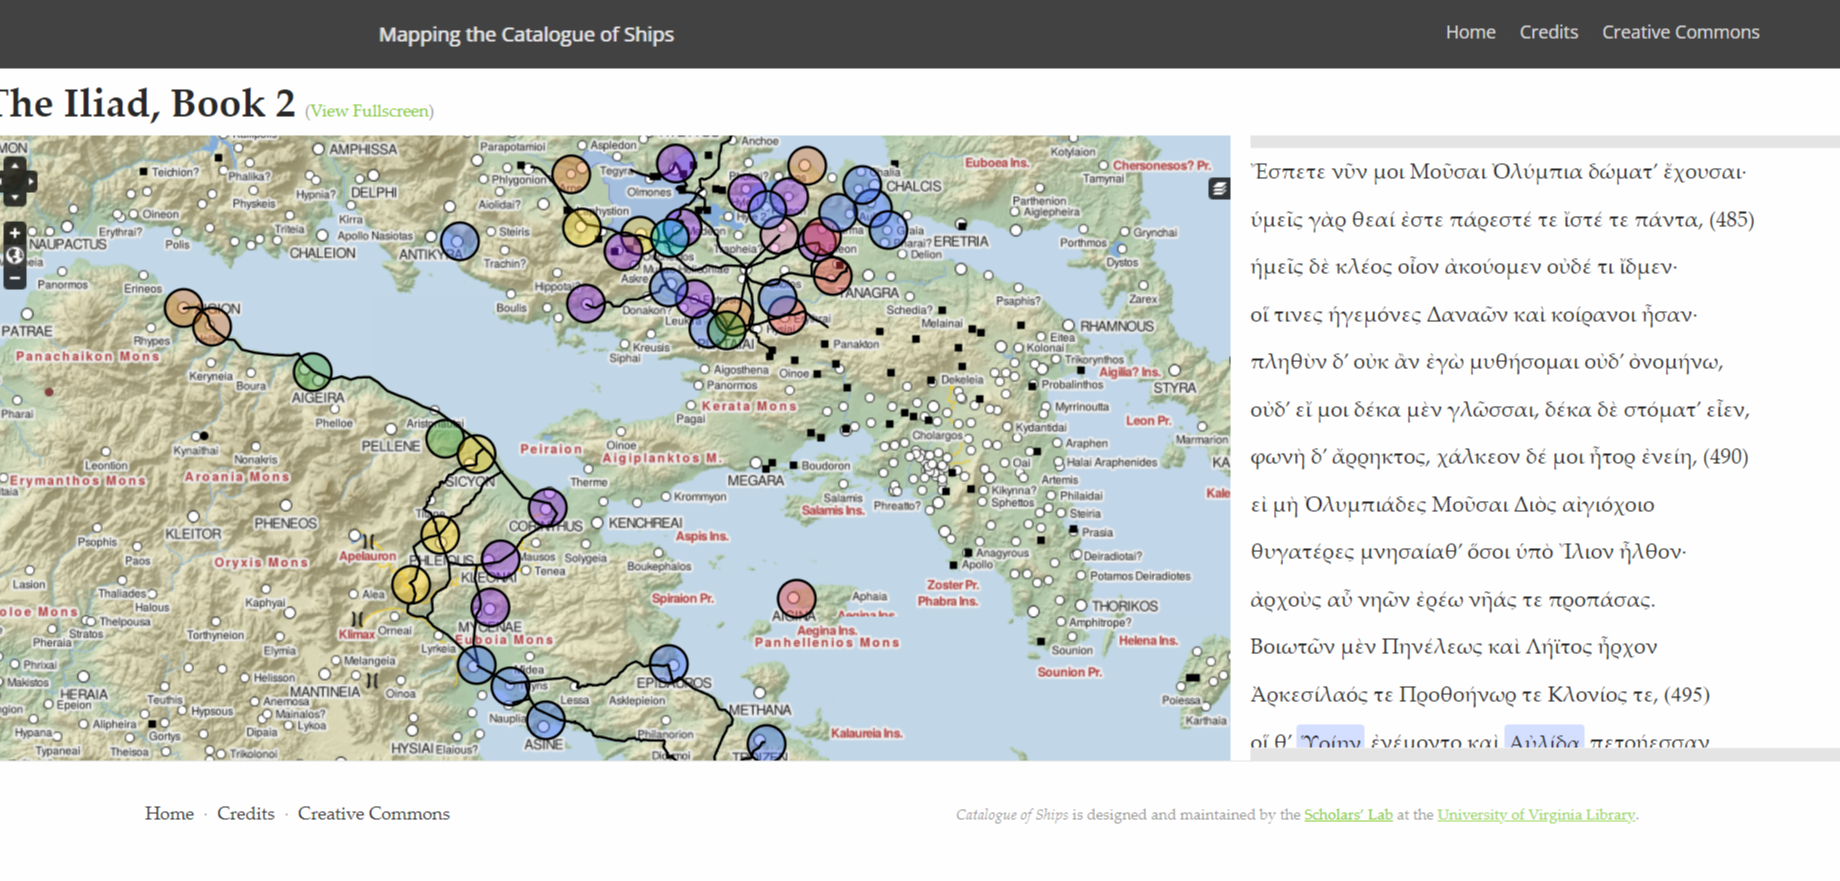 Mapping the Catalogue of Ships
Home Credits Creative Commons
The Iliad, Book 2 (View Fullscreen)
AMPHISSA
Parapotamioi
Aspledon
Anchoe
Kotylaion
Teichion?
Phalika?
Phlygonion
Tegyra
Euboea Ins.
Chersonesos? Pr.
Hypnia?
DELPHI
Olmones
CHALCIS
Tamynai
Physkeis
Triteia
Aiolidai?
Parthenion
Oineon
Kirra
Aiglepheira
Erythrai?
Polis
Apollo Nasiotas
Steiris
ERETRIA
Porthmos
Grynchai
NAUPACTUS
CHALEION
ANTIKYRA
Trachin?
Delion
Dystos
Panormos
Erineos
Askre
TANAGRA
Psaphis?
Zarex
Boulis
Donakon?
Schedia?
Melainai
RHAMNOUS
PATRAE
Rhypes
Kreusis
Panakton
Eitea
Kolonai
Panachaikon Mons
Siphai
Trikorynthos
Keryneia
Boura
Aigosthena
Oinoe
Dekeleia
Probalinthos
Aigilia? Ins.
STYRA
AIGEIRA
Panormos
Pharai
Phelloe
Kerata Mons
Myrrinoutta
Pagai
Leon Pr.
Kynaithai
Nonakris
PELLENE
Peiraion
Oinoe
Cholargos
Kydantidai
Marmarion
Leontion
Aigiplanktos M.
Araphen
Erymanthos Mons
Aroania Mons
SICYON
Therme
MEGARA
Boudoron
Oai
Halai Araphenides
Krommyon
Salamis
Artemis
PHENEOS
Salamis Ins.
Phreatto?
Kikynna?
Philaidai
KLEITOR
KENCHREAI
Sphettos
Steiria
Psophis
Paos
Apelauron
Aspis Ins.
Prasia
Oryxis Mons
Mausos
Solygeia
Anagyrous
Deiradiotai?
Tenea
Boukephalos
Apollo
Potamos Deiradiotes
Lasion
Thaliades
Alea
Zoster Pr.
Halous
Kaphyai
Spiraion Pr.
Aphaia
Phabra Ins.
THORIKOS
Thelpousa
Klimax
Orneai
AIGINA
Amphitrope?
Stratos
Torthyneion
MYCENAE
Aegina Ins.
Pheraia
Elymia
Lyrkeia
Euboia Mons
Panhellenios Mons
Helena Ins.
Phrixai
Melangeia
Midea
Sounion
Makistos
Helisson
EPIDAUROS
Sounion Pr.
HERAIA
Teuthis
MANTINEIA
Oinoa
Lessa
Asklepieion
Poiessa
Epeion
Hypsous
Anemosa
Mainalos?
Nauplia
METHANA
Karthaia
Alipheira
Dipaia
Lykoa
Philanorion
Kalaureia Ins.
Gortys
HYSIAI
Elaious?
ASINE
Typaneai
Theisoa
Trikolonoi
TROIZEN
Ἔσπετε νῦν μοι Μοῦσαι Ὀλύμπια δώματ’ ἔχουσαι·
ὑμεῖς γὰρ θεαί ἐστε πάρεστέ τε ἴστέ τε πάντα, (485)
ἡμεῖς δὲ κλέος οἶον ἀκούομεν οὐδέ τι ἴδμεν·
οἵ τινες ἡγεμόνες Δαναῶν καὶ κοίρανοι ἦσαν·
πληθὺν δ’ οὐκ ἂν ἐγὼ μυθήσομαι οὐδ’ ὀνομήνω,
οὐδ’ εἴ μοι δέκα μὲν γλῶσσαι, δέκα δὲ στόματ’ εἶεν,
φωνὴ δ’ ἄρρηκτος, χάλκεον δέ μοι ἦτορ ἐνείη, (490)
εἰ μὴ Ὀλυμπιάδες Μοῦσαι Διὸς αἰγιόχοιο
θυγατέρες μνησαίαθ’ ὅσοι ὑπὸ Ἴλιον ἦλθον·
ἀρχοὺς αὖ νηῶν ἐρέω νῆάς τε προπάσας.
Βοιωτῶν μὲν Πηνέλεως καὶ Λήϊτος ἦρχον
Ἀρκεσίλαός τε Προθοήνωρ τε Κλονίος τε, (495)
οἵ θ’ Ὑρίην ἐνέμοντο καὶ Αὐλίδα πετρήεσσαν
Home · Credits · Creative Commons
Catalogue of Ships is designed and maintained by the Scholars’ Lab at the University of Virginia Library.